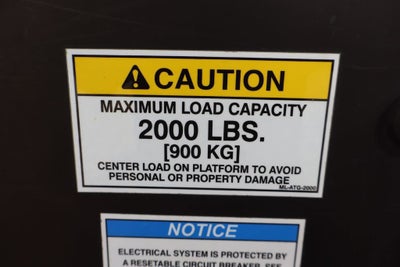 CAUTION
MAXIMUM LOAD CAPACITY
2000 LBS.
[900 KG]
CENTER LOAD ON PLATFORM TO AVOID
PERSONAL OR PROPERTY DAMAGE
ML-ATG-2000
NOTICE
ELECTRICAL SYSTEM IS PROTECTED BY
A RESETABLE CIRCUIT BREAKER. SEE